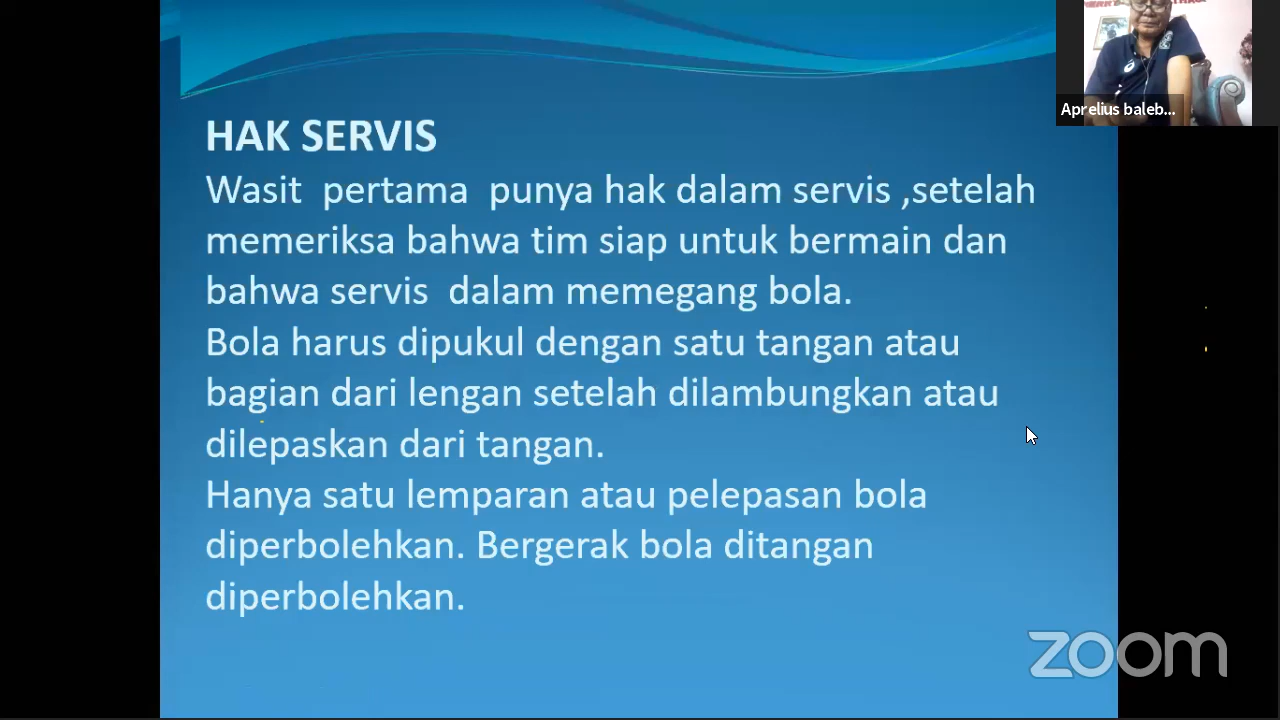 HAK SERVIS
Wasit pertama punya hak dalam servis ,setelah
memeriksa bahwa tim siap untuk bermain dan
bahwa servis dalam memegang bola.
Bola harus dipukul dengan satu tangan atau
bagian dari lengan setelah dilambungkan atau
dilepaskan dari tangan.
Hanya satu lemparan atau pelepasan bola
diperbolehkan. Bergerak bola ditangan
diperbolehkan.
Aprelius baleb...
zoom